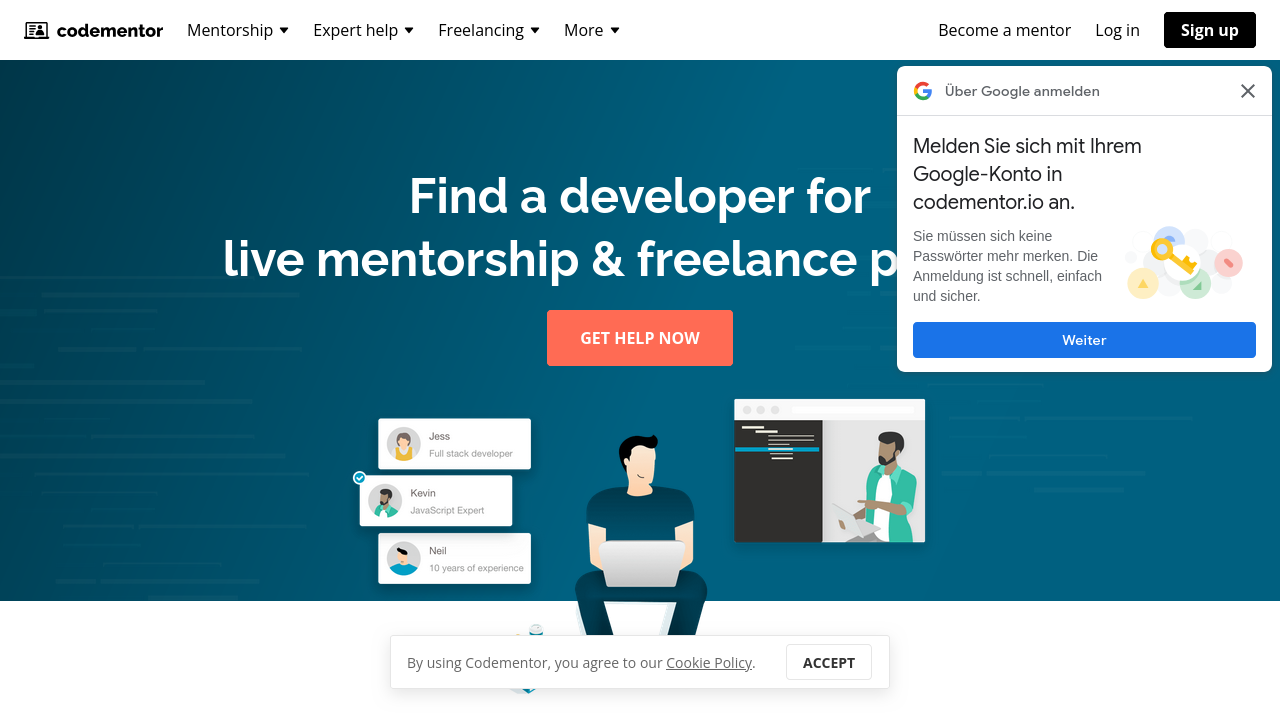 codementor
Mentorship
Expert help
Freelancing
More
Become a mentor
Log in
Sign up
Über Google anmelden
Melden Sie sich mit Ihrem
Google-Konto in
codementor.io an.
Sie müssen sich keine
Passwörter mehr merken. Die
Anmeldung ist schnell, einfach
und sicher.
Weiter
Find a developer for
live mentorship & freelance p
GET HELP NOW
Jess
Full stack developer
Kevin
JavaScript Expert
Neil
10 years of experience
By using Codementor, you agree to our Cookie Policy.
ACCEPT